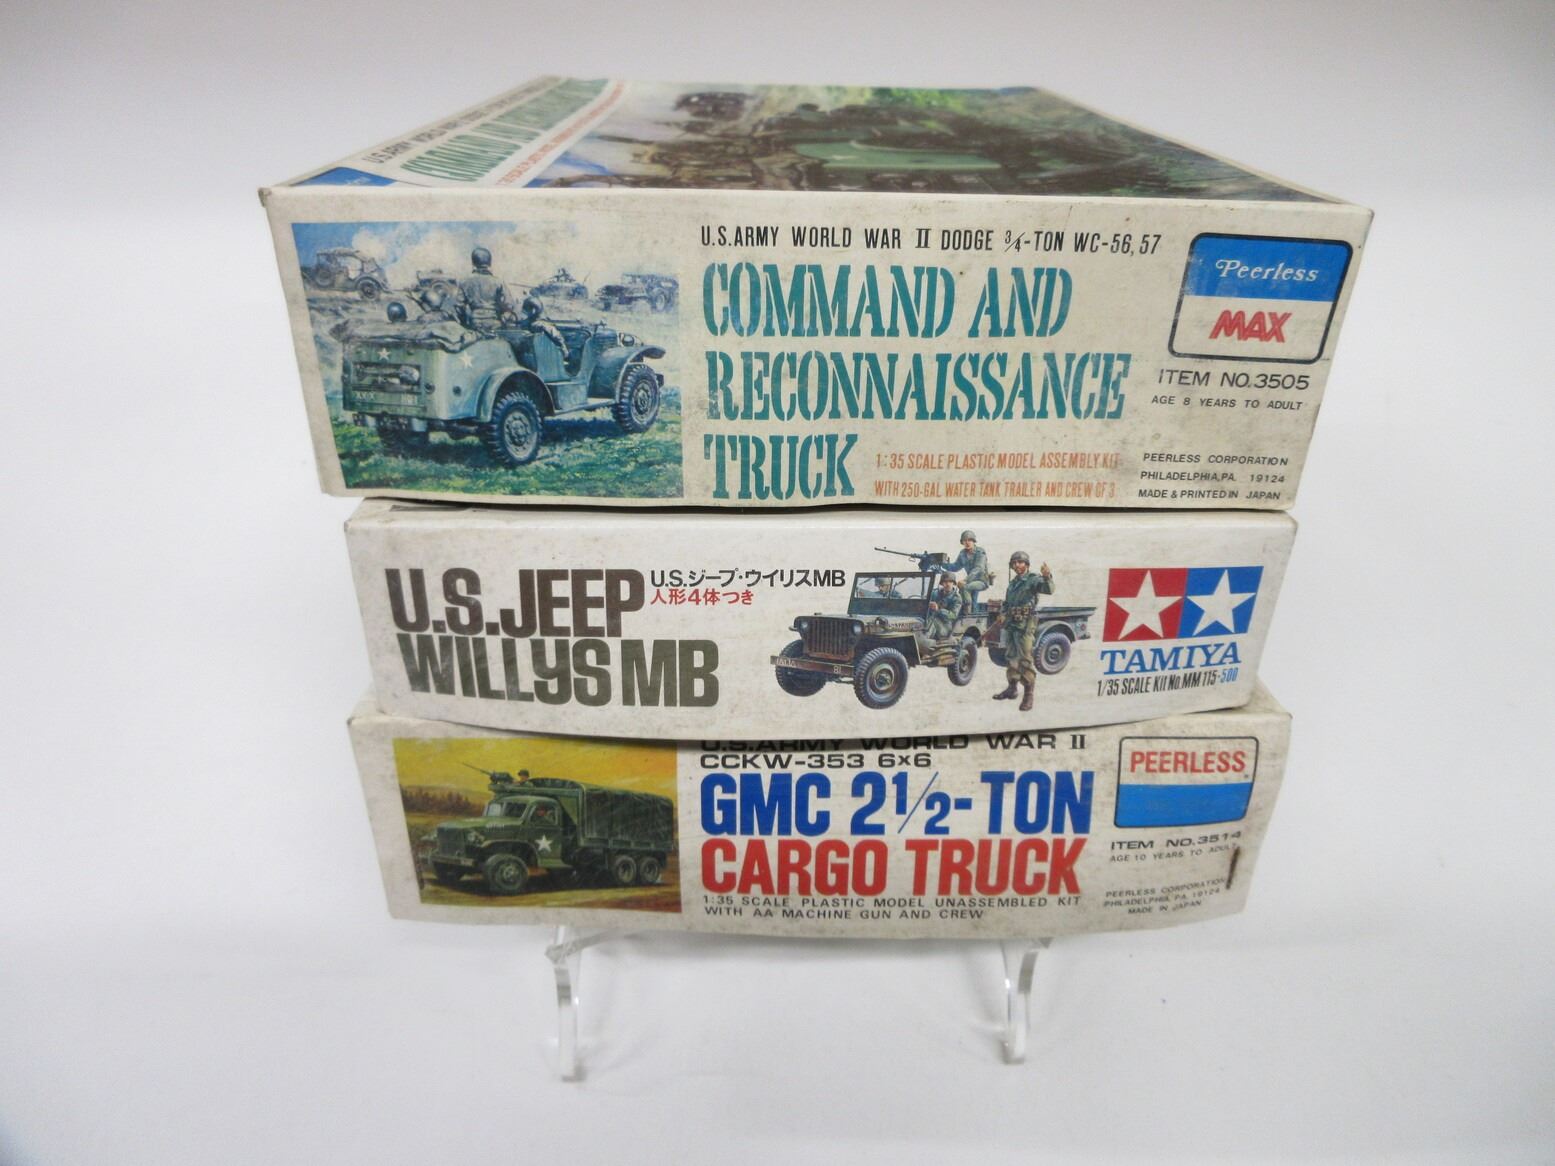 U.S.ARMY WORLD WAR II DODGE 3/4-TON WC-56,57
COMMAND AND
RECONNAISSANCE
TRUCK
1:35 SCALE PLASTIC MODEL ASSEMBLY KIT
WITH 250-GAL WATER TANK TRAILER AND CREW OF 3
Peerless
MAX
ITEM NO.3505
AGE 8 YEARS TO ADULT
PEERLESS CORPORATION
PHILADELPHIA,PA. 19124
MADE & PRINTED IN JAPAN
U.S.JEEP
WILLYS MB
U.S.ジープ・ウイリスMB
人形4体つき
TAMIYA
1/35 SCALE Kit No.MM115-500
U.S.ARMY WORLD WAR II
CCKW-353 6×6
GMC 2 1/2-TON
CARGO TRUCK
1:35 SCALE PLASTIC MODEL UNASSEMBLED KIT
WITH AA MACHINE GUN AND CREW
PEERLESS
ITEM NO.3514
AGE 10 YEARS TO ADULT
PEERLESS CORPORATION
PHILADELPHIA, PA. 19124
MADE IN JAPAN